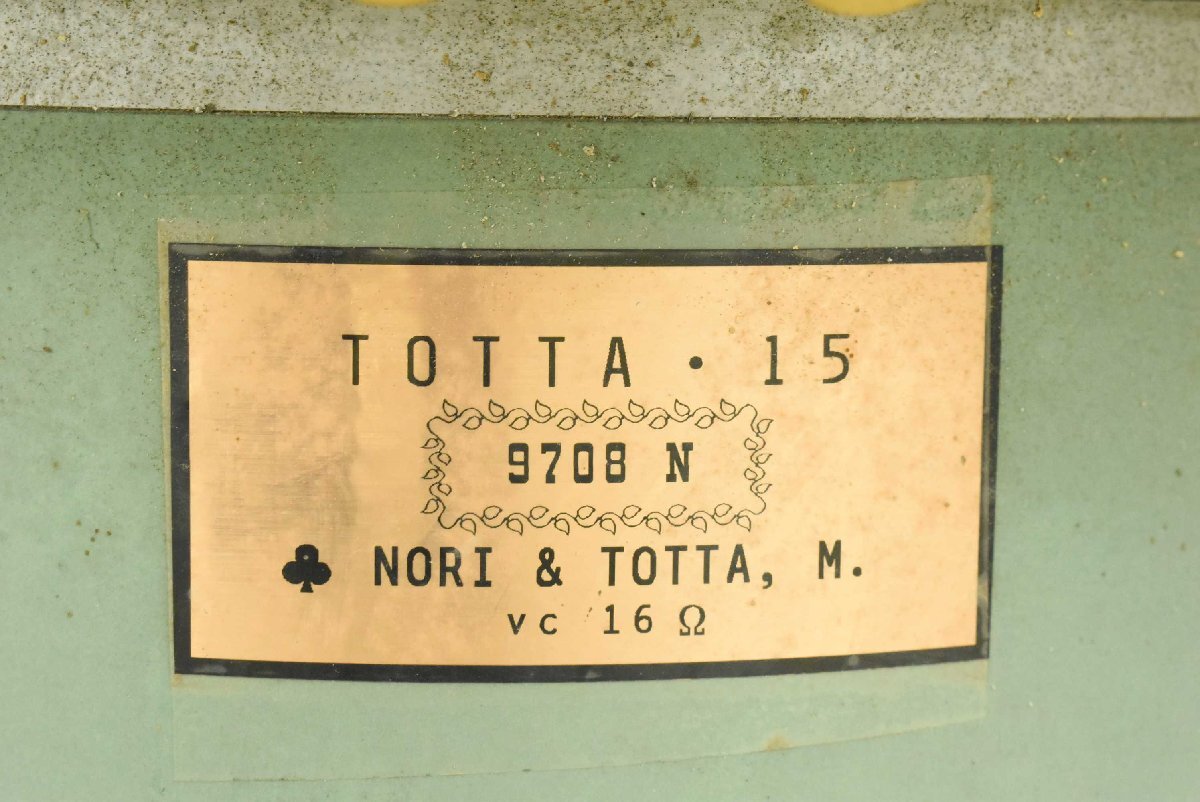 TOTTA・15
9708 N
♣ NORI & TOTTA, M.
vc 16 Ω